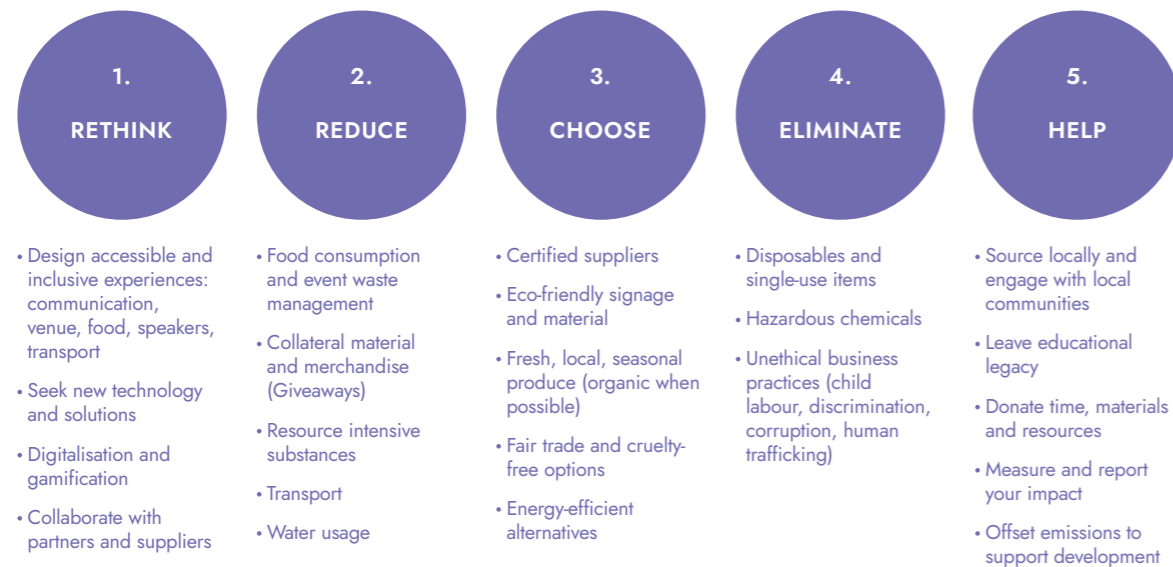 1.
RETHINK
• Design accessible and
inclusive experiences:
communication,
venue, food, speakers,
transport
• Seek new technology
and solutions
• Digitalisation and
gamification
• Collaborate with
partners and suppliers
2.
REDUCE
• Food consumption
and event waste
management
• Collateral material
and merchandise
(Giveaways)
• Resource intensive
substances
• Transport
• Water usage
3.
CHOOSE
• Certified suppliers
• Eco-friendly signage
and material
• Fresh, local, seasonal
produce (organic when
possible)
• Fair trade and cruelty-
free options
• Energy-efficient
alternatives
4.
ELIMINATE
• Disposables and
single-use items
• Hazardous chemicals
• Unethical business
practices (child
labour, discrimination,
corruption, human
trafficking)
5.
HELP
• Source locally and
engage with local
communities
• Leave educational
legacy
• Donate time, materials
and resources
• Measure and report
your impact
• Offset emissions to
support development